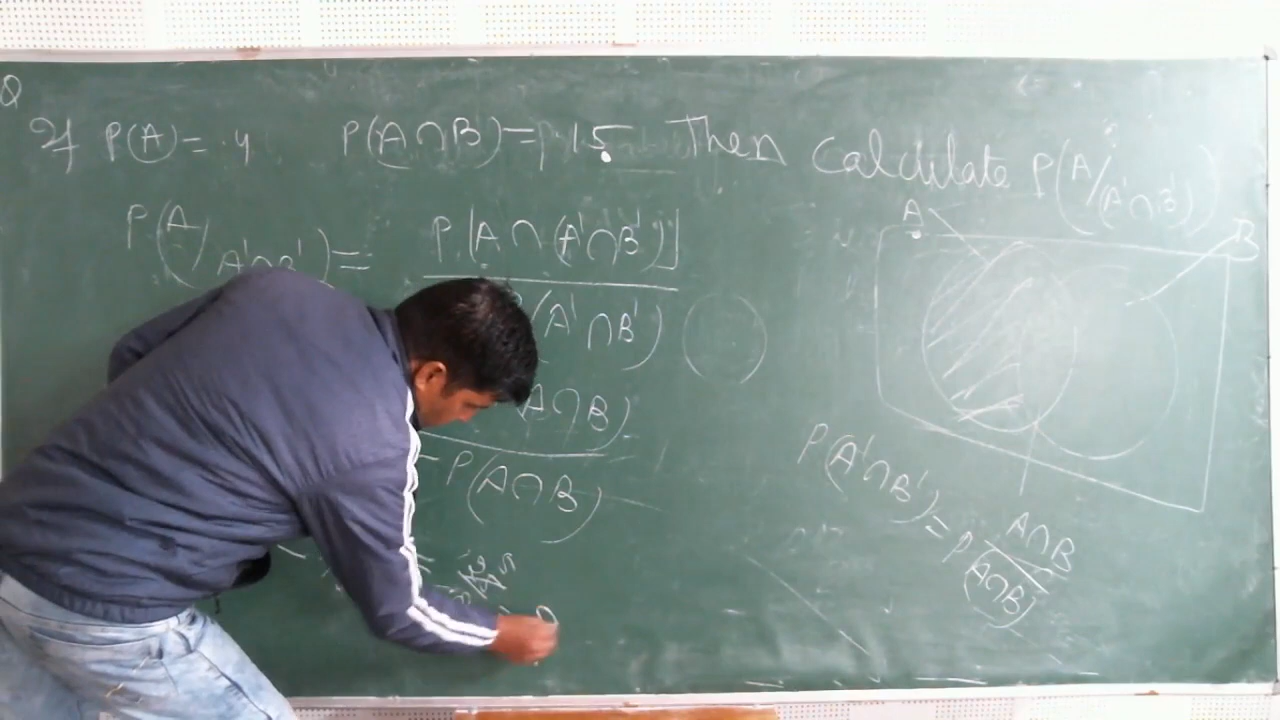 Q
If P(A) = .4 P(A∩B) = .15 Then Calculate P(A/(A'∩B'))
P(A/A'∩B') = P[A∩(A'∩B')]
(A'∩B')
A∩B)
P(A∩B)
A
B
P(A'∩B') = P
A∩B
(A∩B)